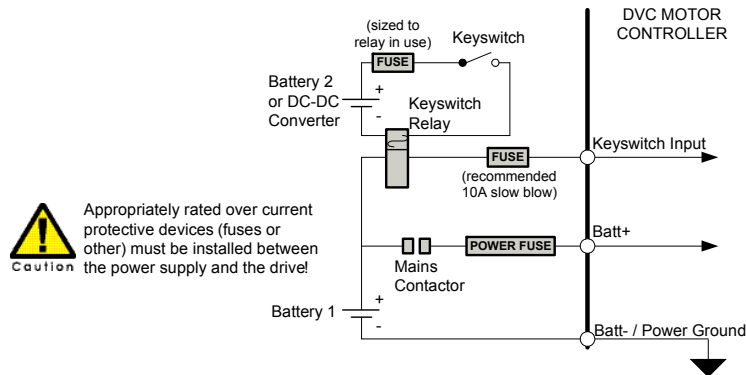 DVC MOTOR
CONTROLLER
(sized to
relay in use)
Keyswitch
FUSE
Battery 2
or DC-DC
Converter
+
-
Keyswitch
Relay
Keyswitch Input
FUSE
(recommended
10A slow blow)
Caution
Appropriately rated over current
protective devices (fuses or
other) must be installed between
the power supply and the drive!
Batt+
POWER FUSE
Mains
Contactor
Battery 1
+
-
Batt- / Power Ground